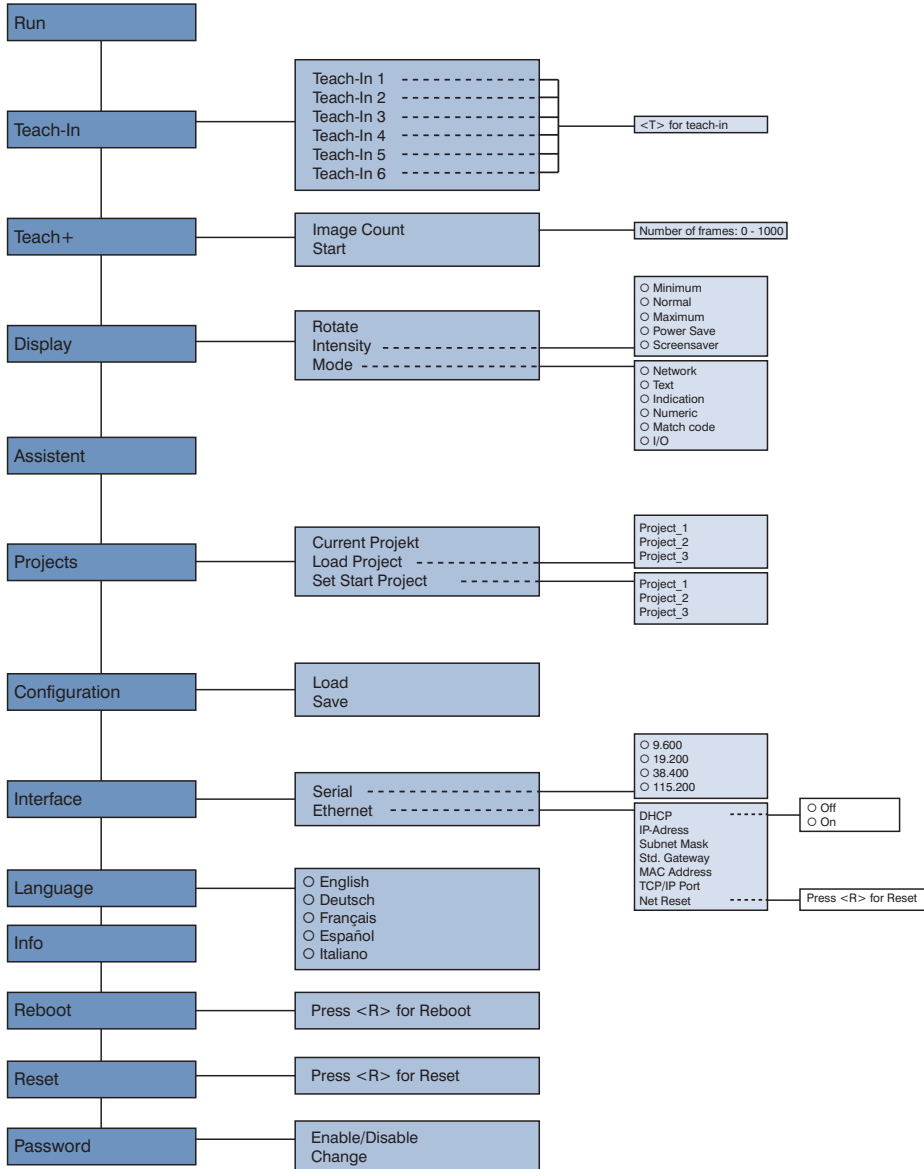 Run
Teach-In
Teach-In 1
Teach-In 2
Teach-In 3
Teach-In 4
Teach-In 5
Teach-In 6
<T> for teach-in
Teach+
Image Count
Start
Number of frames: 0 - 1000
Display
Rotate
Intensity
Mode
Minimum
Normal
Maximum
Power Save
Screensaver
Network
Text
Indication
Numeric
Match code
I/O
Assistent
Projects
Current Projekt
Load Project
Set Start Project
Project_1
Project_2
Project_3
Project_1
Project_2
Project_3
Configuration
Load
Save
Interface
Serial
Ethernet
9.600
19.200
38.400
115.200
DHCP
IP-Adress
Subnet Mask
Std. Gateway
MAC Address
TCP/IP Port
Net Reset
Off
On
Press <R> for Reset
Language
English
Deutsch
Français
Español
Italiano
Info
Reboot
Press <R> for Reboot
Reset
Press <R> for Reset
Password
Enable/Disable
Change